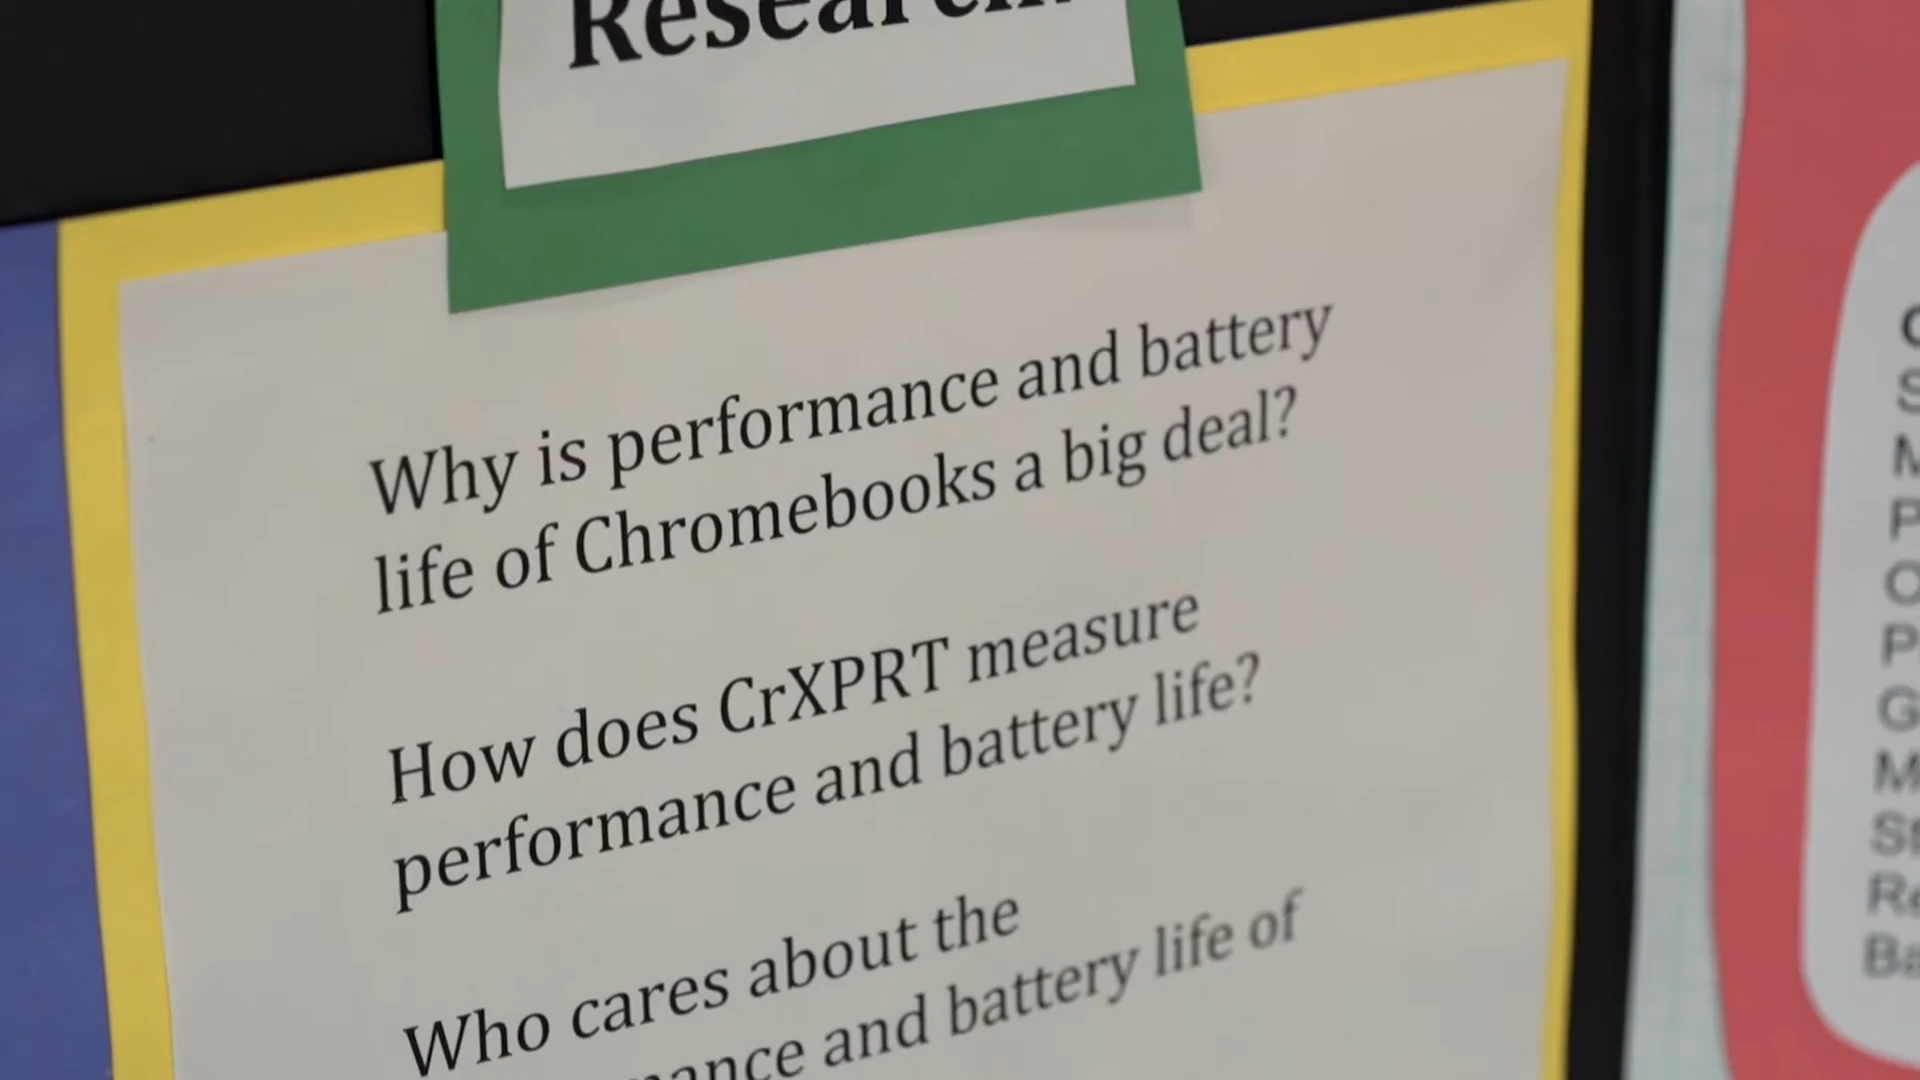 Research
Why is performance and battery
life of Chromebooks a big deal?
How does CrXPRT measure
performance and battery life?
Who cares about the
and battery life of